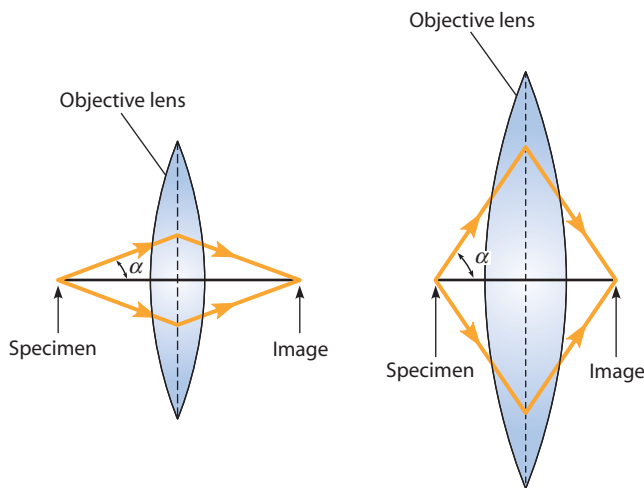 Objective lens
α
Specimen
Image
Objective lens
α
Specimen
Image